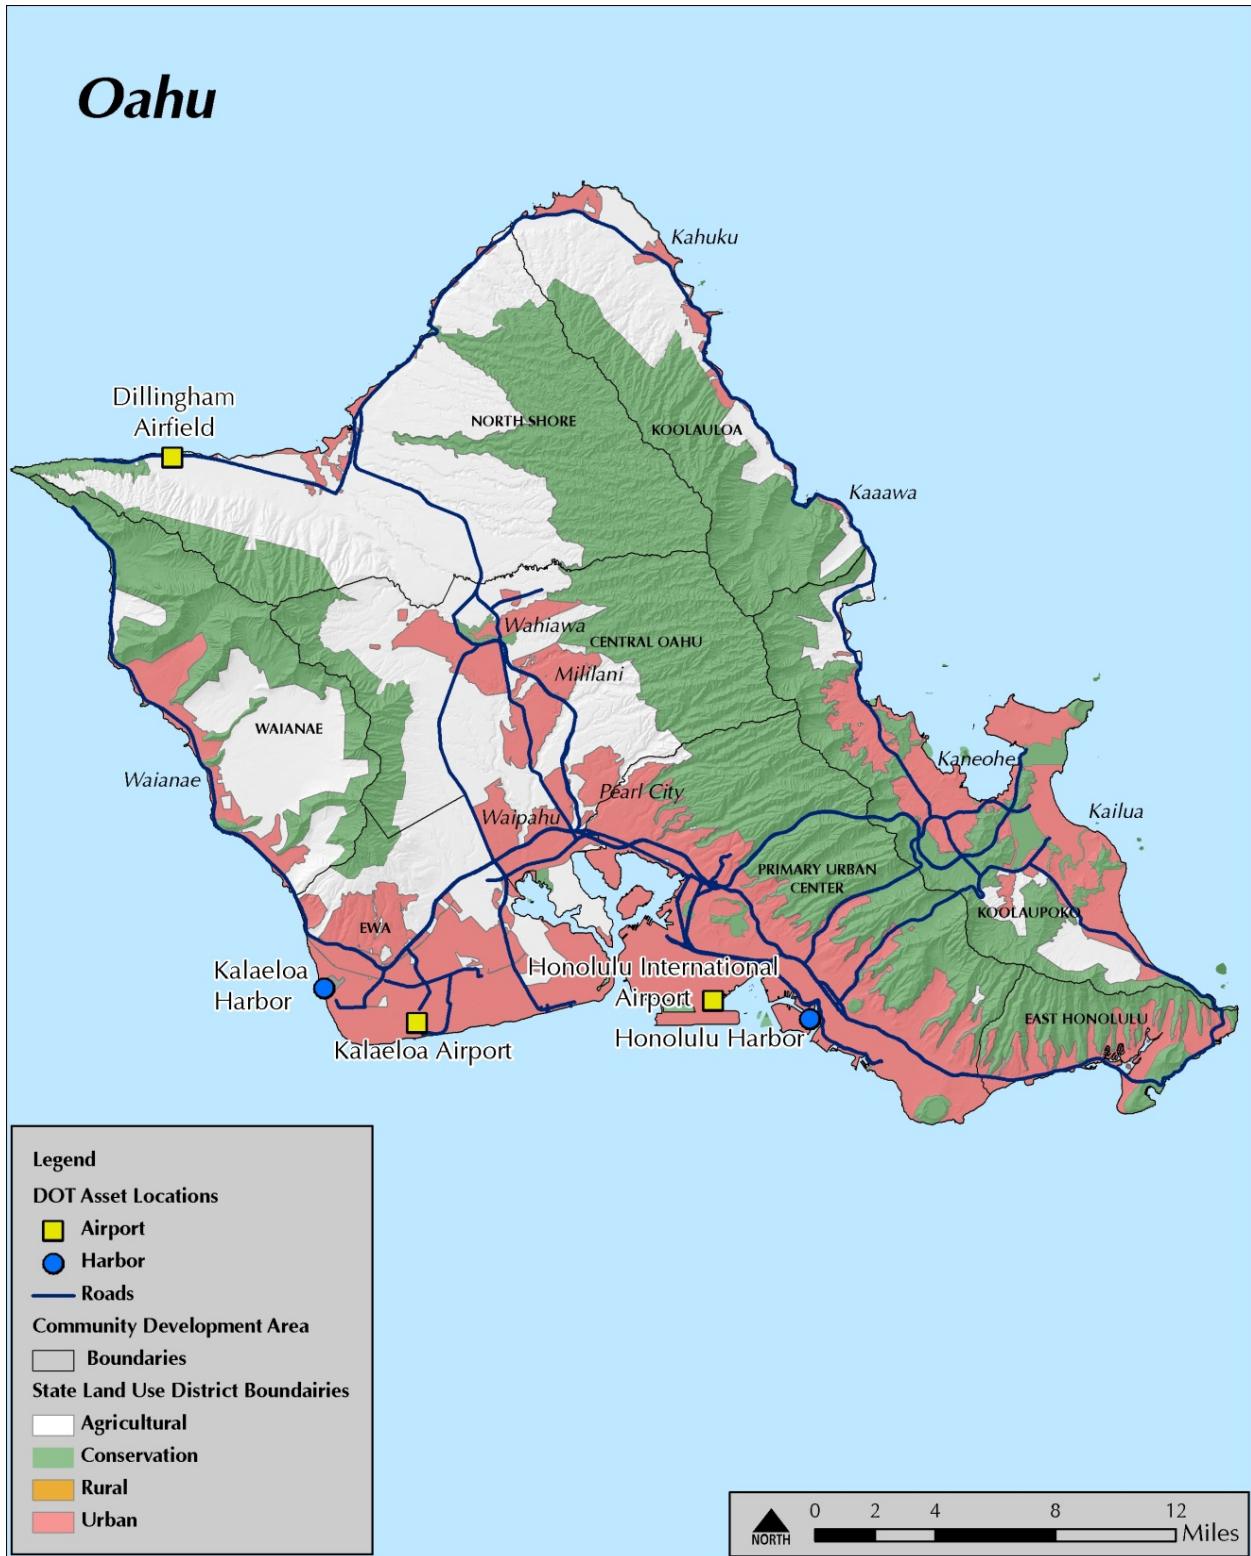 Oahu
Kahuku
Dillingham
Airfield
NORTH SHORE
KOOLAULOA
Kaaawa
Wahiawa
CENTRAL OAHU
Mililani
WAIANAE
Waianae
Kaneohe
Pearl City
Waipahu
Kailua
PRIMARY URBAN
CENTER
KOOLAUPOKO
EWA
Kalaeloa
Harbor
Honolulu International
Airport
Honolulu Harbor
EAST HONOLULU
Kalaeloa Airport
Legend
DOT Asset Locations
Airport
Harbor
Roads
Community Development Area
Boundaries
State Land Use District Boundairies
Agricultural
Conservation
Rural
Urban
NORTH
0 2 4 8 12
Miles